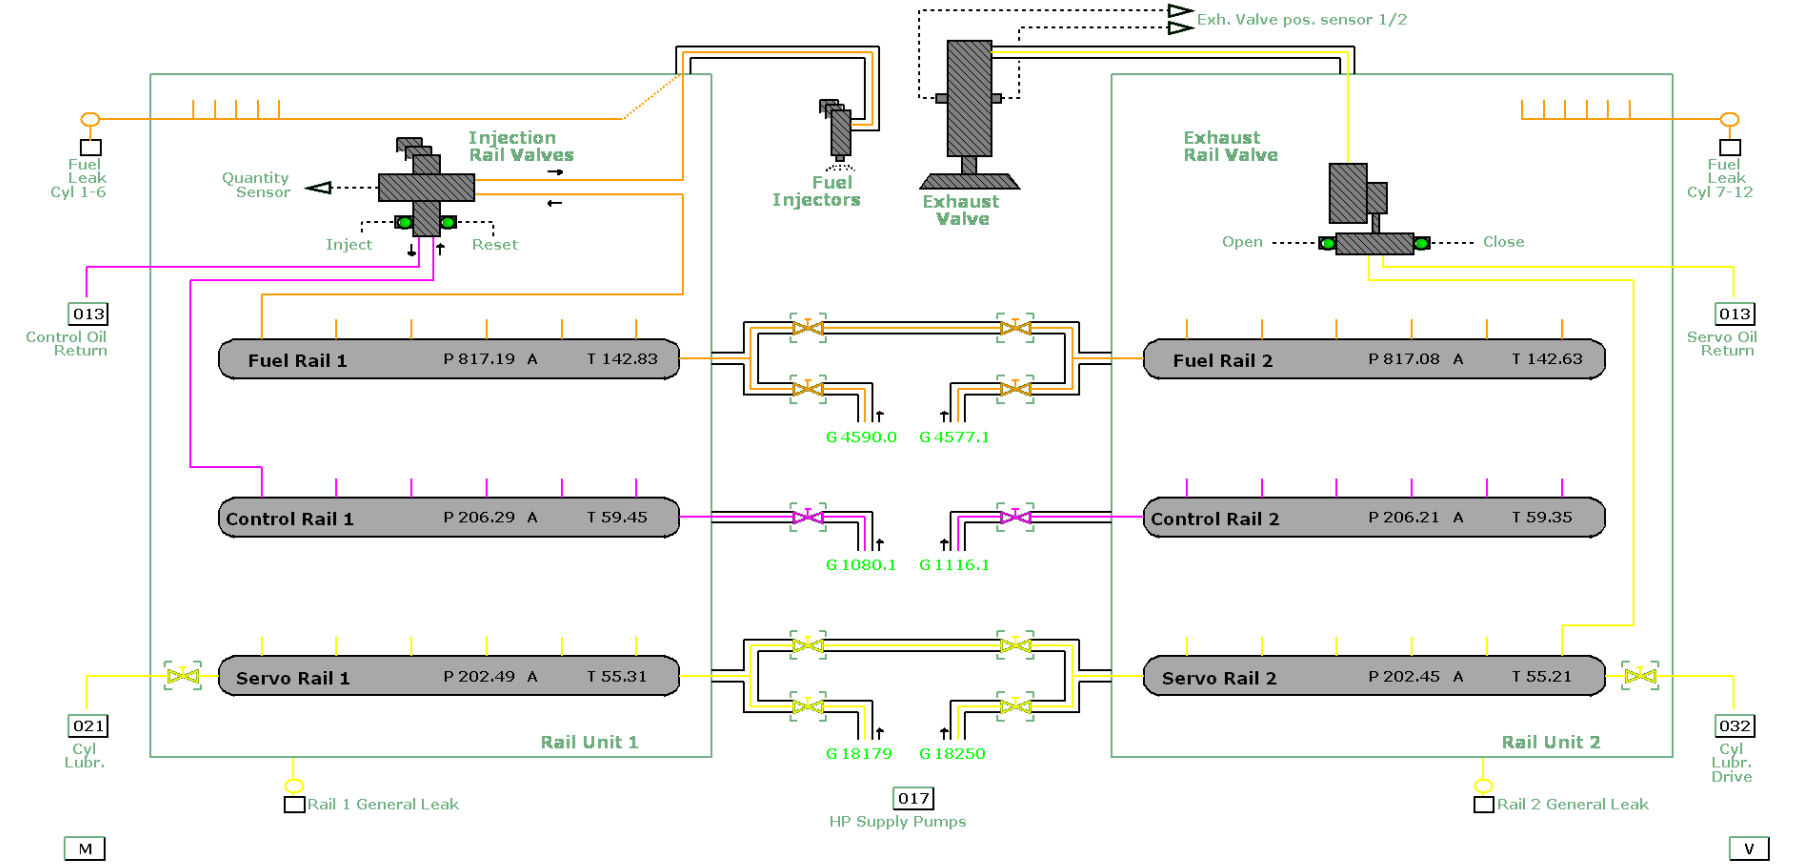 Exh. Valve pos. sensor 1/2
Injection
Rail Valves
Exhaust
Rail Valve
Fuel
Leak
Cyl 1-6
Quantity
Sensor
Fuel
Injectors
Exhaust
Valve
Fuel
Leak
Cyl 7-12
Inject
Reset
Open
Close
013
Control Oil
Return
013
Servo Oil
Return
Fuel Rail 1 P 817.19 A T 142.83
Fuel Rail 2 P 817.08 A T 142.63
G 4590.0 G 4577.1
Control Rail 1 P 206.29 A T 59.45
Control Rail 2 P 206.21 A T 59.35
G 1080.1 G 1116.1
Servo Rail 1 P 202.49 A T 55.31
Servo Rail 2 P 202.45 A T 55.21
021
Cyl
Lubr.
Rail Unit 1
G 18179 G 18250
Rail Unit 2
032
Cyl
Lubr.
Drive
Rail 1 General Leak
017
HP Supply Pumps
Rail 2 General Leak
M
V